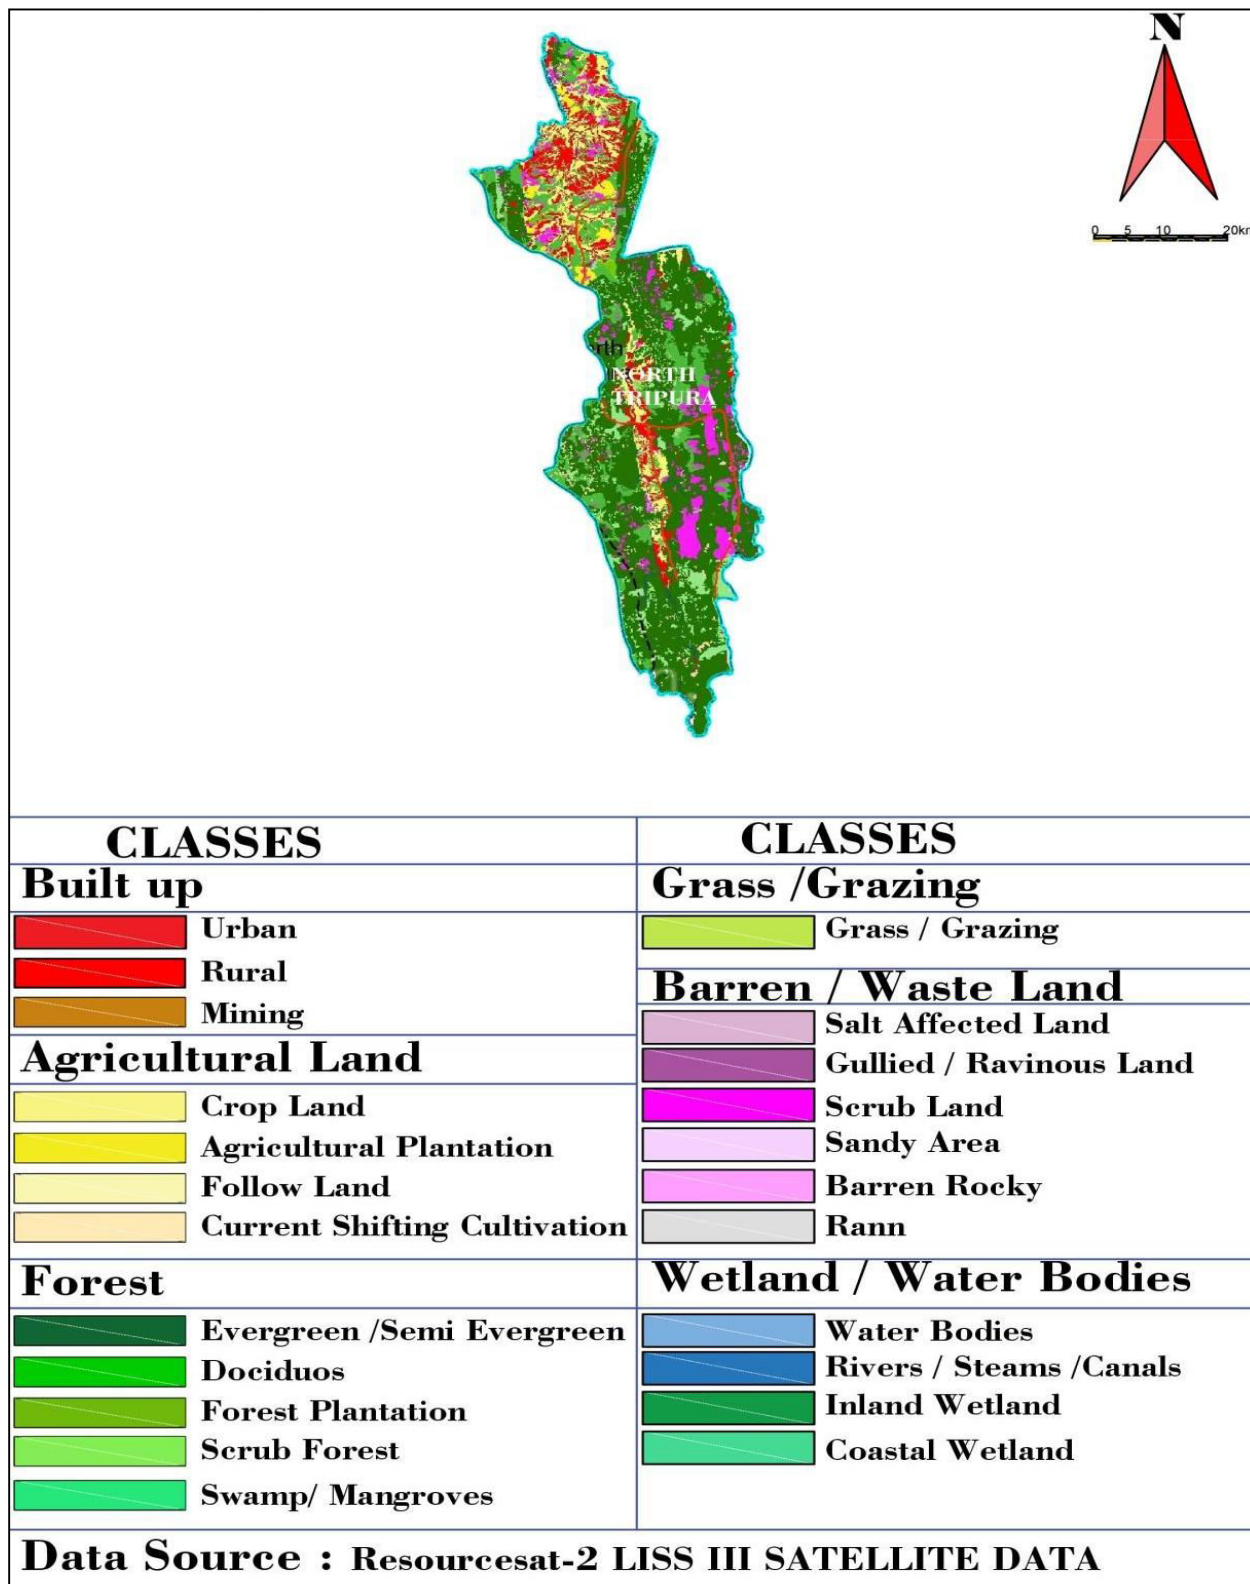 N
0 5 10 20km
orth
NORTH
TRIPURA
CLASSES
Built up
Urban
Rural
Mining
Agricultural Land
Crop Land
Agricultural Plantation
Follow Land
Current Shifting Cultivation
Forest
Evergreen /Semi Evergreen
Dociduos
Forest Plantation
Scrub Forest
Swamp/ Mangroves
CLASSES
Grass /Grazing
Grass / Grazing
Barren / Waste Land
Salt Affected Land
Gullied / Ravinous Land
Scrub Land
Sandy Area
Barren Rocky
Rann
Wetland / Water Bodies
Water Bodies
Rivers / Steams /Canals
Inland Wetland
Coastal Wetland
Data Source : Resourcesat-2 LISS III SATELLITE DATA